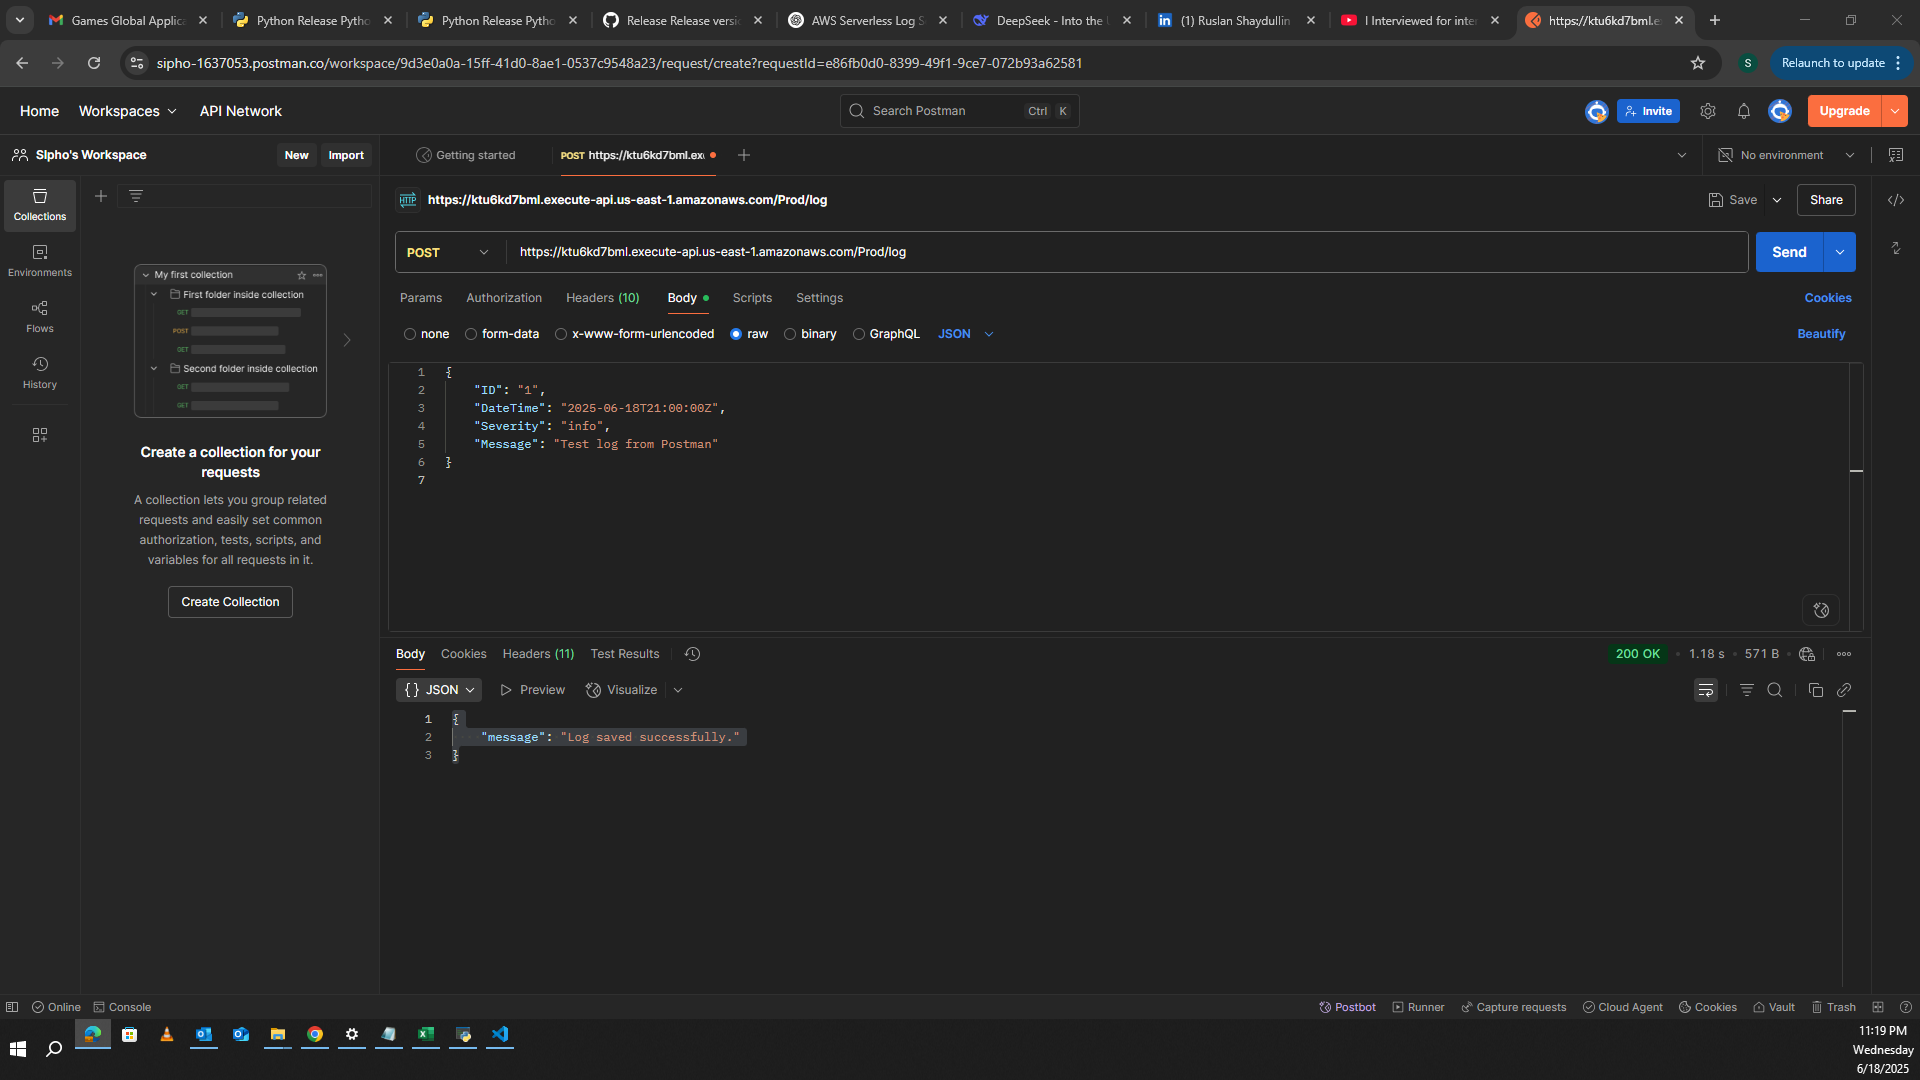 Games Global Applica
Python Release Pytho
Python Release Pytho
Release Release versi
AWS Serverless Log S
DeepSeek - Into the U
(1) Ruslan Shaydullin
I Interviewed for inter
https://ktu6kd7bml.e
sipho-1637053.postman.co/workspace/9d3e0a0a-15ff-41d0-8ae1-0537c9548a23/request/create?requestId=e86fb0d0-8399-49f1-9ce7-072b93a62581
S
Relaunch to update
Home
Workspaces
API Network
Search Postman
Ctrl
K
Invite
Upgrade
SIpho's Workspace
New
Import
Getting started
POST https://ktu6kd7bml.exe
No environment
Collections
Environments
Flows
History
My first collection
First folder inside collection
GET
POST
GET
Second folder inside collection
GET
GET
Create a collection for your
requests
A collection lets you group related
requests and easily set common
authorization, tests, scripts, and
variables for all requests in it.
Create Collection
HTTP
https://ktu6kd7bml.execute-api.us-east-1.amazonaws.com/Prod/log
Save
Share
POST
https://ktu6kd7bml.execute-api.us-east-1.amazonaws.com/Prod/log
Send
Params
Authorization
Headers (10)
Body
Scripts
Settings
Cookies
none
form-data
x-www-form-urlencoded
raw
binary
GraphQL
JSON
Beautify
1 {
2 "ID": "1",
3 "DateTime": "2025-06-18T21:00:00Z",
4 "Severity": "info",
5 "Message": "Test log from Postman"
6 }
7
Body
Cookies
Headers (11)
Test Results
200 OK
1.18 s
571 B
{} JSON
Preview
Visualize
1 {
2 "message": "Log saved successfully."
3 }
Online
Console
Postbot
Runner
Capture requests
Cloud Agent
Cookies
Vault
Trash
11:19 PM
Wednesday
6/18/2025